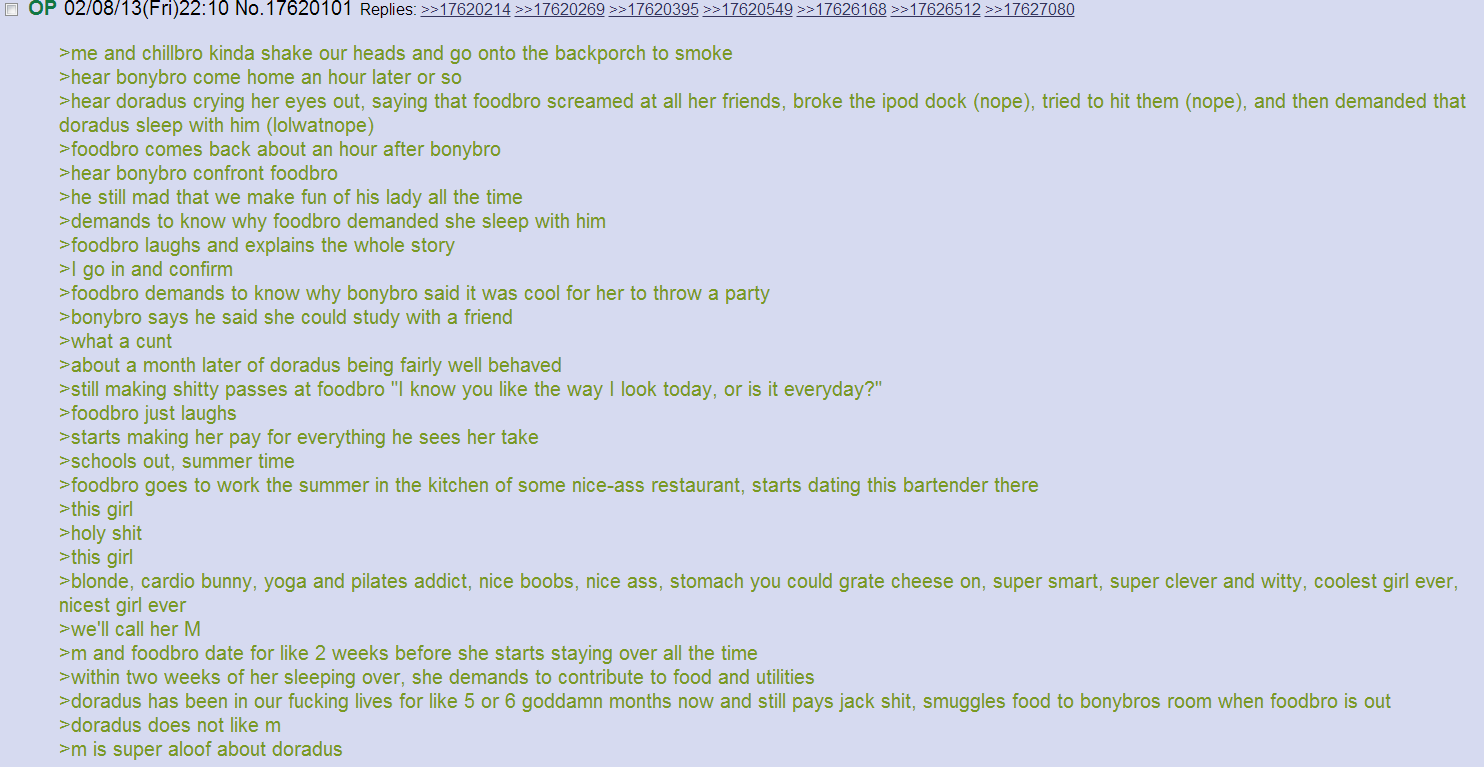 OP 02/08/13(Fri)22:10 No.17620101 Replies: >>17620214 >>17620269 >>17620395 >>17620549 >>17626168 >>17626512 >>17627080
>me and chillbro kinda shake our heads and go onto the backporch to smoke
>hear bonybro come home an hour later or so
>hear doradus crying her eyes out, saying that foodbro screamed at all her friends, broke the ipod dock (nope), tried to hit them (nope), and then demanded that
doradus sleep with him (lolwatnope)
>foodbro comes back about an hour after bonybro
>hear bonybro confront foodbro
>he still mad that we make fun of his lady all the time
>demands to know why foodbro demanded she sleep with him
>foodbro laughs and explains the whole story
>I go in and confirm
>foodbro demands to know why bonybro said it was cool for her to throw a party
>bonybro says he said she could study with a friend
>what a cunt
>about a month later of doradus being fairly well behaved
>still making shitty passes at foodbro "I know you like the way I look today, or is it everyday?"
>foodbro just laughs
>starts making her pay for everything he sees her take
>schools out, summer time
>foodbro goes to work the summer in the kitchen of some nice-ass restaurant, starts dating this bartender there
>this girl
>holy shit
>this girl
>blonde, cardio bunny, yoga and pilates addict, nice boobs, nice ass, stomach you could grate cheese on, super smart, super clever and witty, coolest girl ever,
nicest girl ever
>we'll call her M
>m and foodbro date for like 2 weeks before she starts staying over all the time
>within two weeks of her sleeping over, she demands to contribute to food and utilities
>doradus has been in our fucking lives for like 5 or 6 goddamn months now and still pays jack shit, smuggles food to bonybros room when foodbro is out
>doradus does not like m
>m is super aloof about doradus